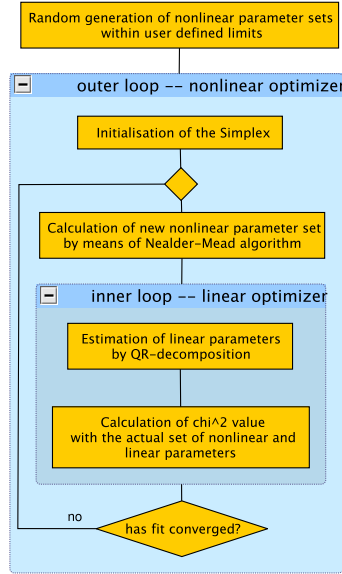 Random generation of nonlinear parameter sets
within user defined limits
outer loop -- nonlinear optimizer
Initialisation of the Simplex
Calculation of new nonlinear parameter set
by means of Nealder-Mead algorithm
inner loop -- linear optimizer
Estimation of linear parameters
by QR-decomposition
Calculation of chi^2 value
with the actual set of nonlinear and
linear parameters
no
has fit converged?